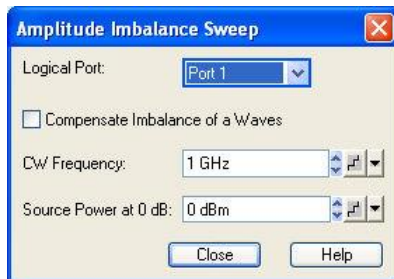 Amplitude Imbalance Sweep
Logical Port: Port 1
Compensate Imbalance of a Waves
CW Frequency: 1 GHz
Source Power at 0 dB: 0 dBm
Close Help